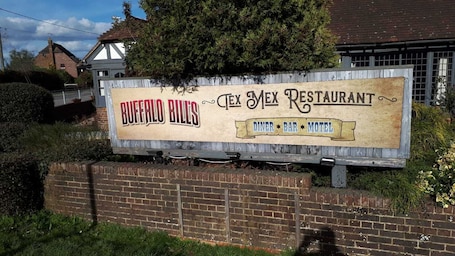 BUFFALO BILL'S
TEX MEX RESTAURANT
DINER • BAR • MOTEL